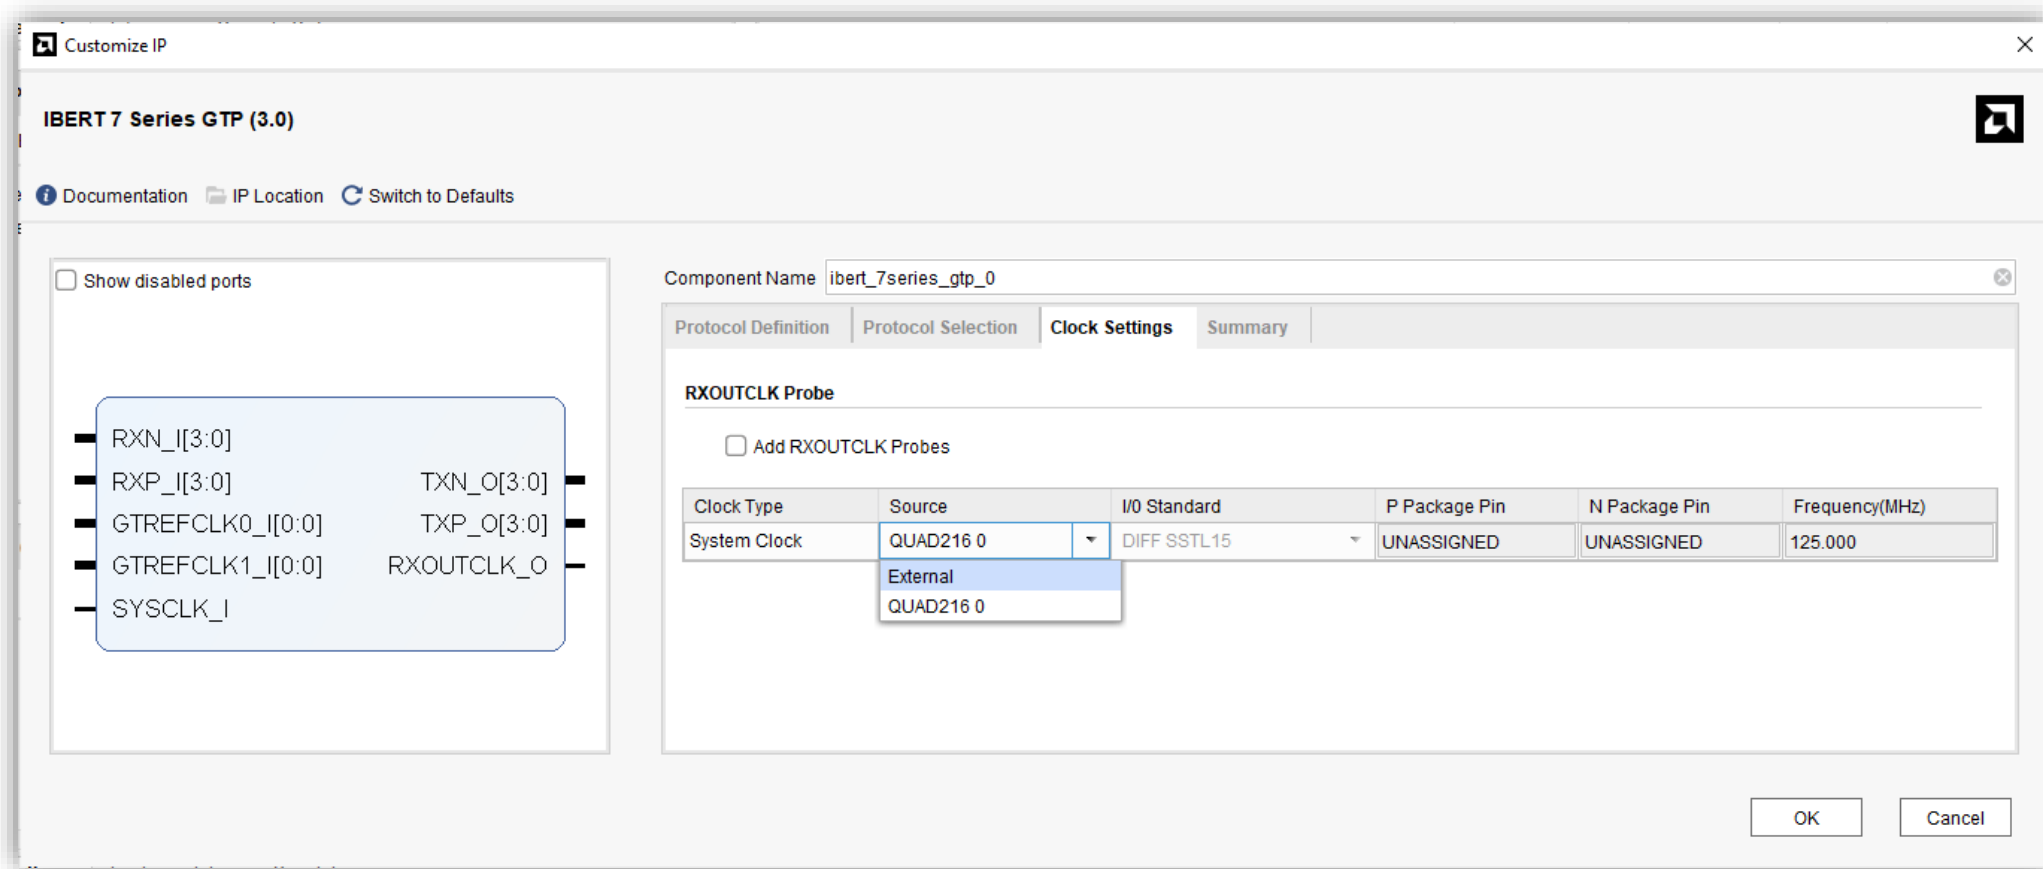 Customize IP
IBERT 7 Series GTP (3.0)
Documentation IP Location Switch to Defaults
Show disabled ports
RXN_I[3:0]
RXP_I[3:0]
GTREFCLK0_I[0:0]
GTREFCLK1_I[0:0]
SYSCLK_I
TXN_O[3:0]
TXP_O[3:0]
RXOUTCLK_O
Component Name ibert_7series_gtp_0
Protocol Definition Protocol Selection Clock Settings Summary
RXOUTCLK Probe
Add RXOUTCLK Probes
Clock Type Source I/0 Standard P Package Pin N Package Pin Frequency(MHz)
System Clock QUAD216 0 DIFF SSTL15 UNASSIGNED UNASSIGNED 125.000
External
QUAD216 0
OK Cancel